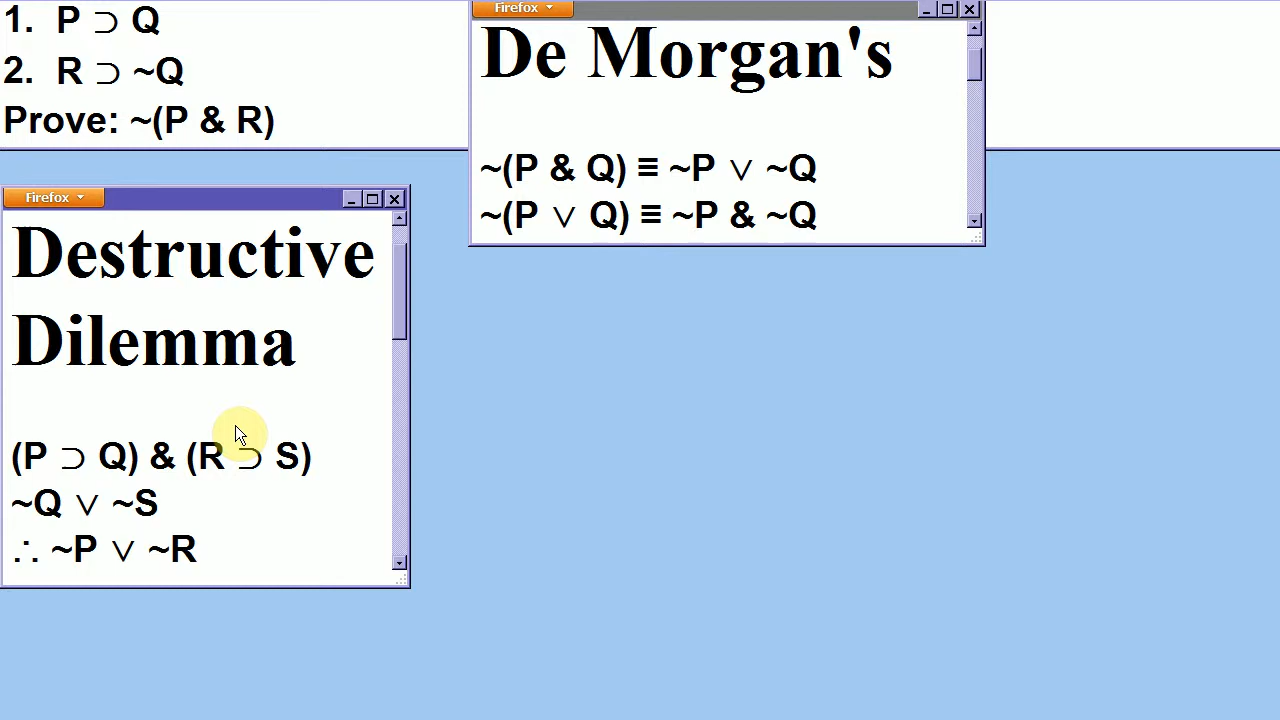 1. P ⊃ Q
2. R ⊃ ~Q
Prove: ~(P & R)
Firefox
De Morgan's
~(P & Q) ≡ ~P ∨ ~Q
~(P ∨ Q) ≡ ~P & ~Q
Firefox
Destructive
Dilemma
(P ⊃ Q) & (R ⊃ S)
~Q ∨ ~S
∴ ~P ∨ ~R